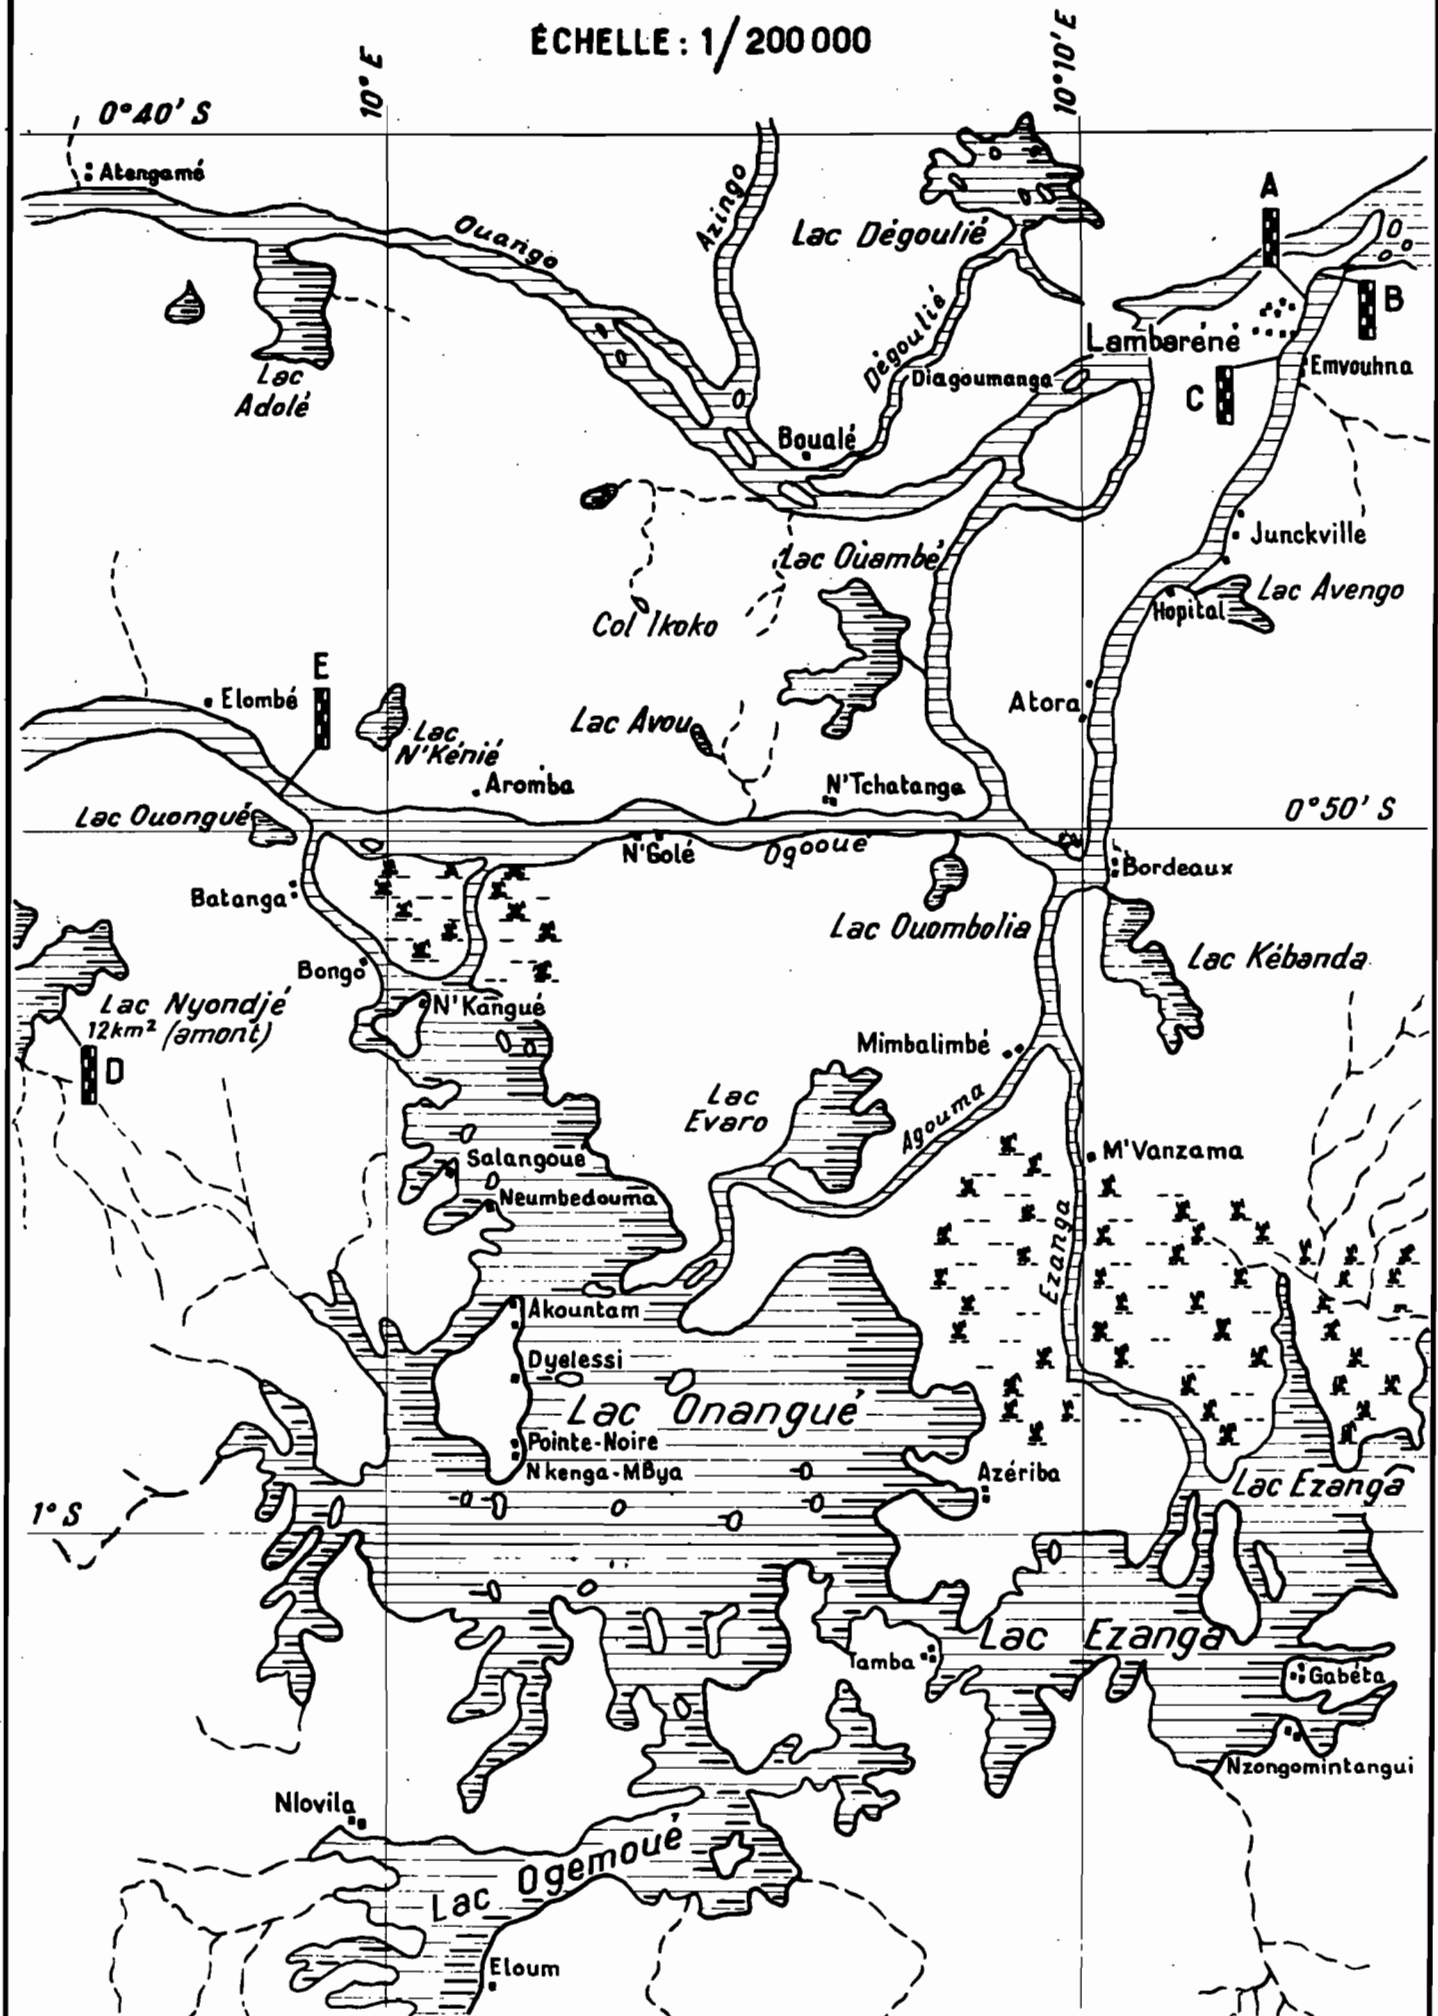 ÉCHELLE: 1/200 000
10° E
10°10' E
0°40' S
Atengamé
Ouango
Azingo
Lac Dégoulié
A
B
Lac
Adolé
Dégoulié
Lambaréné
Emvouhna
Diagoumanga
C
Boualé
Junckville
Lac Ouambé
Lac Avengo
Hopital
Col Ikoko
E
Elombé
Atora
Lac
N'Kénié
Lac Avou
Aromba
N'Tchatanga
Lac Ouongué
0°50' S
N'Golé
Ogooué
Bordeaux
Batanga
Lac Ouombolia
Lac Kébanda
Bongo
Lac Nyondjé
12km² (amont)
N'Kangué
D
Mimbalimbé
Lac
Evaro
Agouma
M'Vanzama
Salangoué
Neumbedouma
Ezanga
Akountam
Dyelessi
Lac Onangué
Pointe-Noire
Nkenga-MBya
Azériba
Lac Ezangâ
1° S
Lac Ezanga
Tamba
Gabéta
Nzongomintangui
Nlovila
Lac Ogemoué
Eloum